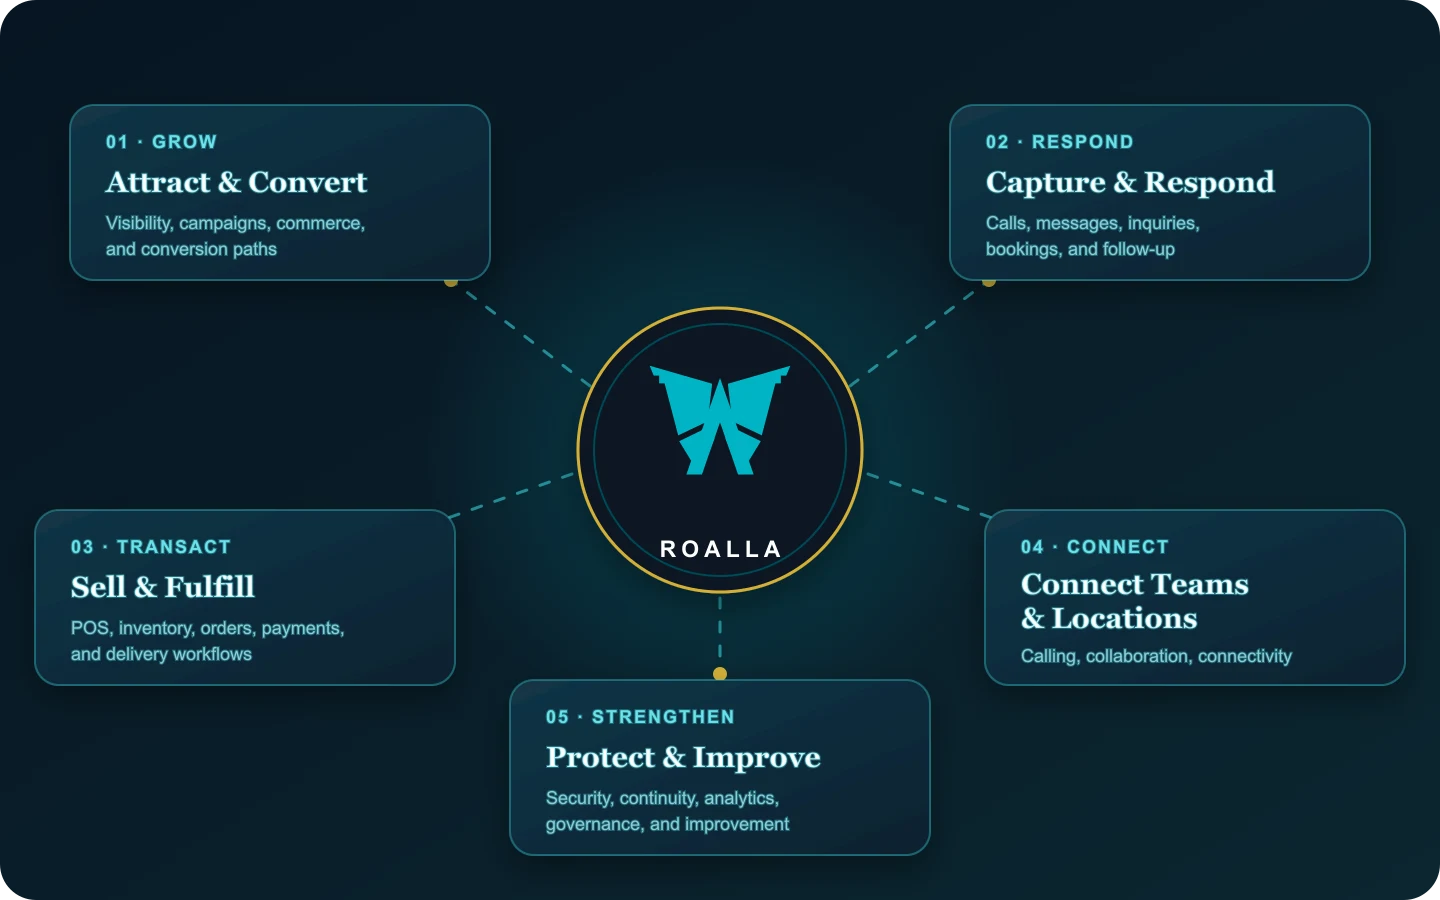 01 · GROW
Attract & Convert
Visibility, campaigns, commerce,
and conversion paths
02 · RESPOND
Capture & Respond
Calls, messages, inquiries,
bookings, and follow-up
ROALLA
03 · TRANSACT
Sell & Fulfill
POS, inventory, orders, payments,
and delivery workflows
04 · CONNECT
Connect Teams
& Locations
Calling, collaboration, connectivity
05 · STRENGTHEN
Protect & Improve
Security, continuity, analytics,
governance, and improvement